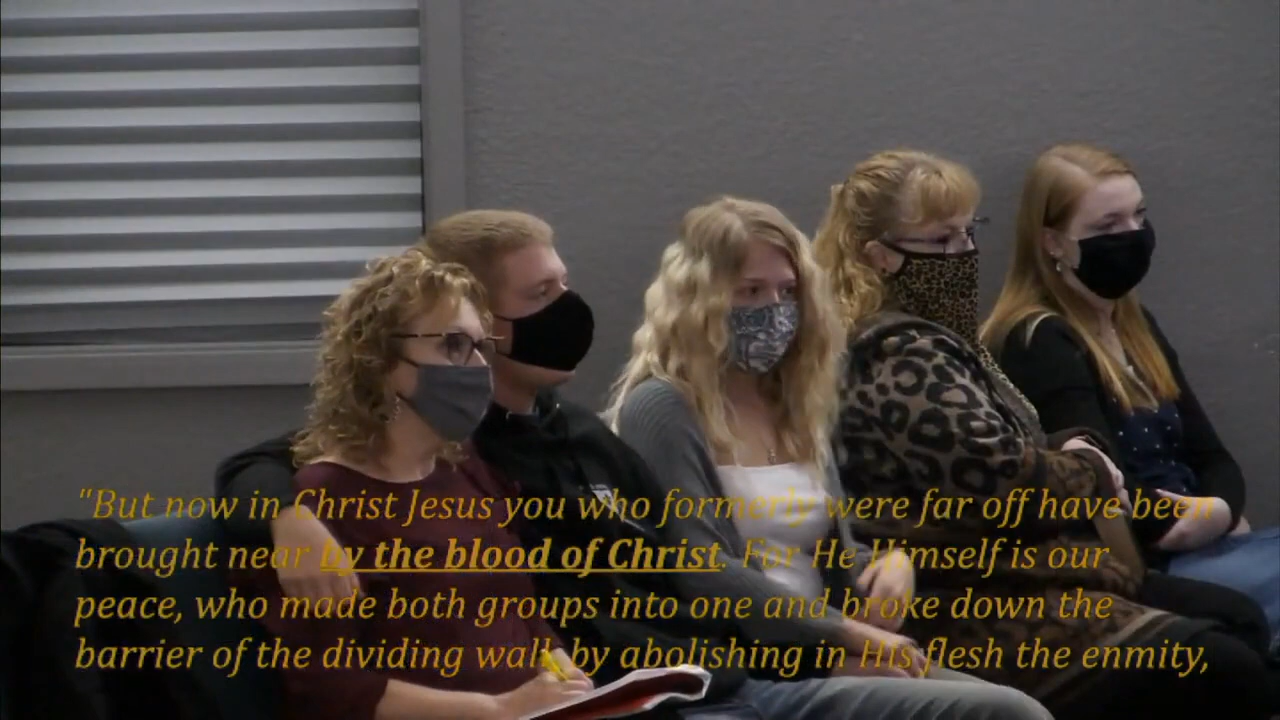 "But now in Christ Jesus you who formerly were far off have been
brought near by the blood of Christ. For He Himself is our
peace, who made both groups into one and broke down the
barrier of the dividing wall, by abolishing in His flesh the enmity,